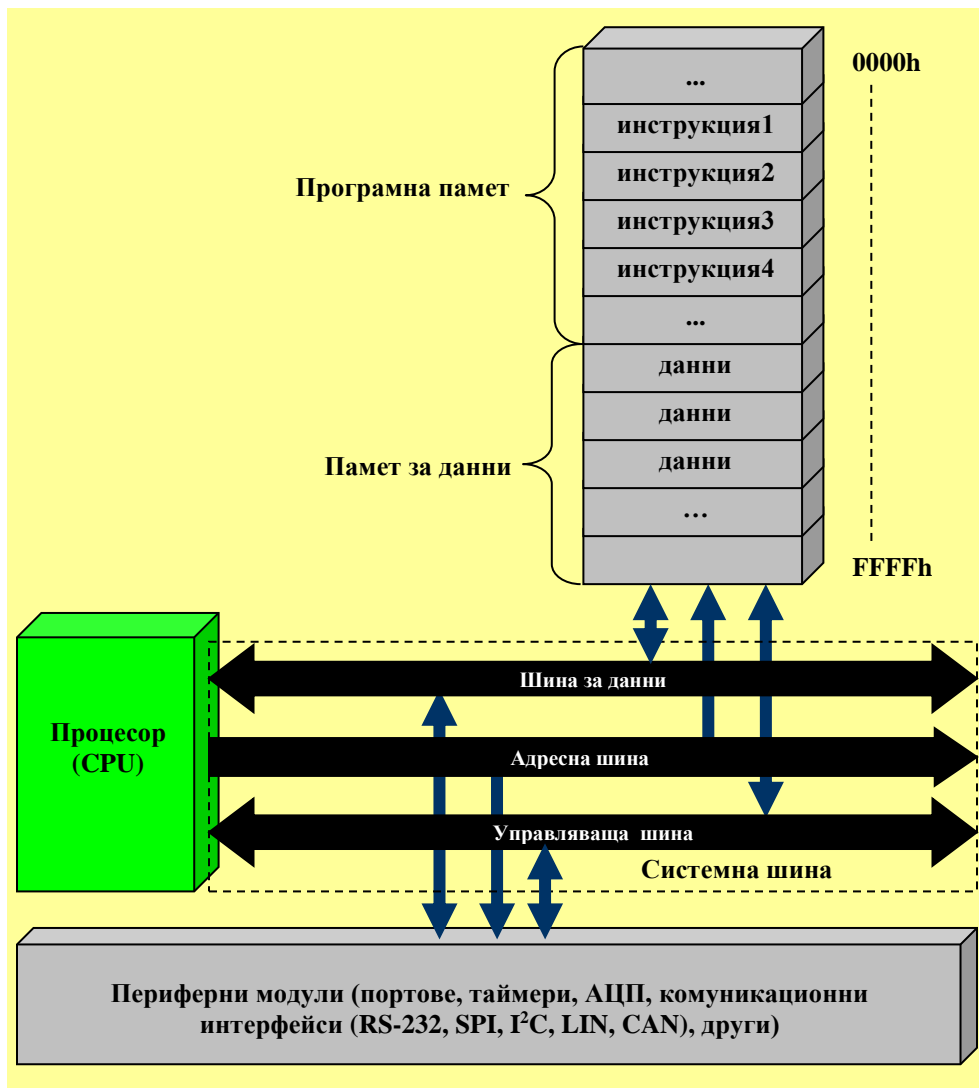 0000h
...
инструкция1
инструкция2
Програмна памет
инструкция3
инструкция4
...
данни
данни
Памет за данни
данни
...
FFFFh
Шина за данни
Процесор
(CPU)
Адресна шина
Управляваща шина
Системна шина
Периферни модули (портове, таймери, АЦП, комуникационни
интерфейси (RS-232, SPI, I²C, LIN, CAN), други)